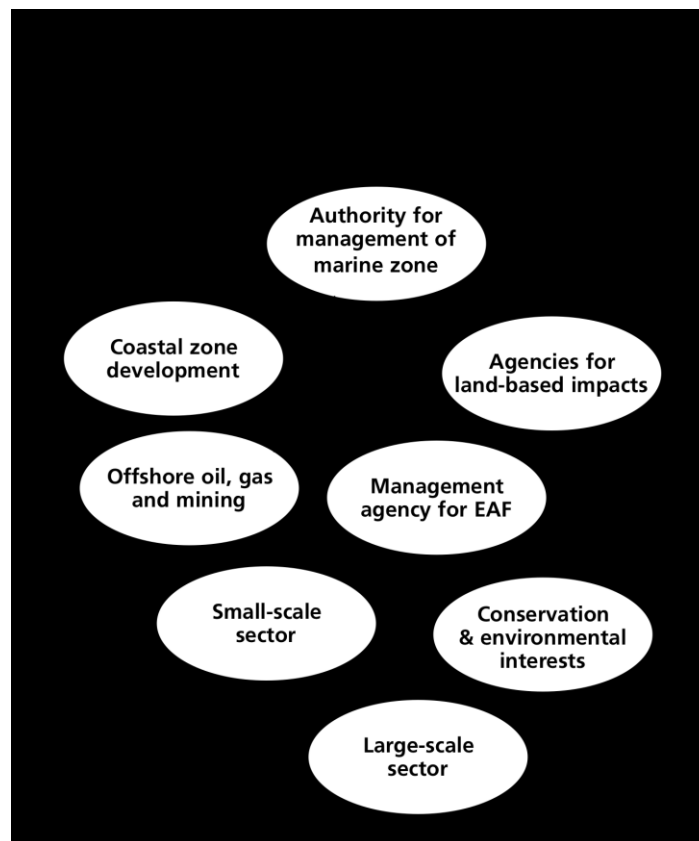 Authority for
management of
marine zone
Coastal zone
development
Agencies for
land-based impacts
Offshore oil, gas
and mining
Management
agency for EAF
Small-scale
sector
Conservation
& environmental
interests
Large-scale
sector